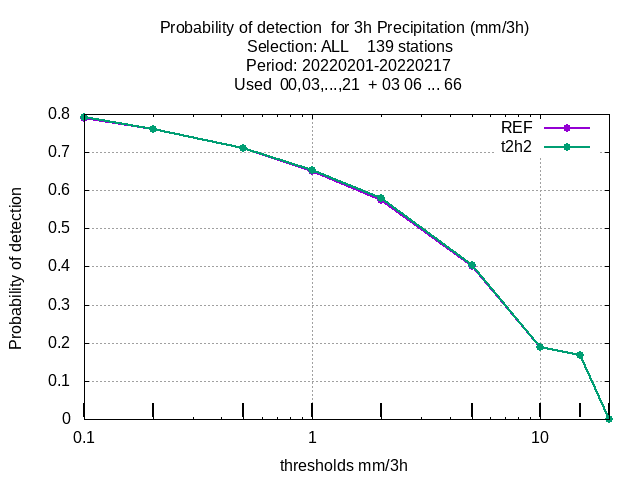 Probability of detection  for 3h Precipitation (mm/3h)
Selection: ALL    139 stations
Period: 20220201-20220217
Used  00,03,...,21  + 03 06 ... 66
REF
t2h2
0.8
0.7
0.6
0.5
0.4
0.3
0.2
0.1
0
Probability of detection
0.1 1 10
thresholds mm/3h